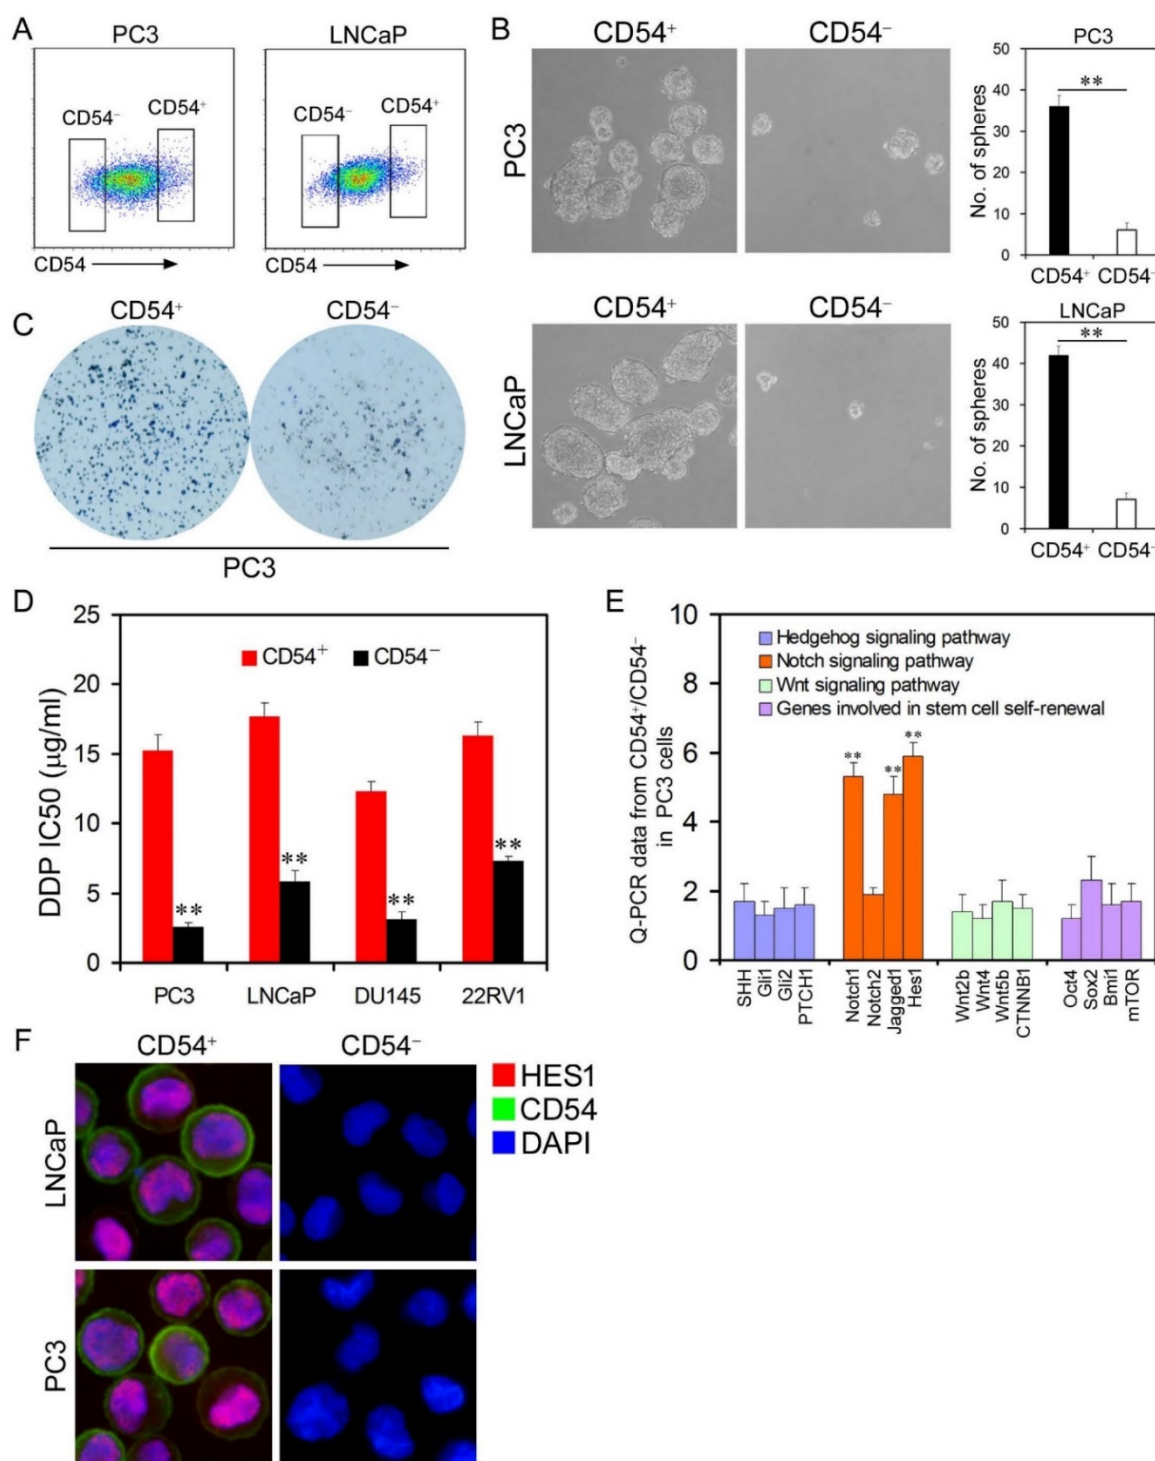 A
PC3
LNCaP
CD54⁻
CD54⁺
CD54⁻
CD54⁺
CD54
CD54
B
CD54⁺
CD54⁻
PC3
PC3
No. of spheres
50
40
30
20
10
0
CD54⁺
CD54⁻
**
CD54⁺
CD54⁻
LNCaP
LNCaP
No. of spheres
50
40
30
20
10
0
CD54⁺
CD54⁻
**
C
CD54⁺
CD54⁻
PC3
D
DDP IC50 (µg/ml)
25
20
15
10
5
0
CD54⁺
CD54⁻
**
**
**
**
PC3
LNCaP
DU145
22RV1
E
Q-PCR data from CD54⁺/CD54⁻
in PC3 cells
10
8
6
4
2
0
Hedgehog signaling pathway
Notch signaling pathway
Wnt signaling pathway
Genes involved in stem cell self-renewal
**
**
**
SHH
Gli1
Gli2
PTCH1
Notch1
Notch2
Jagged1
Hes1
Wnt2b
Wnt4
Wnt5b
CTNNB1
Oct4
Sox2
Bmi1
mTOR
F
CD54⁺
CD54⁻
LNCaP
PC3
HES1
CD54
DAPI